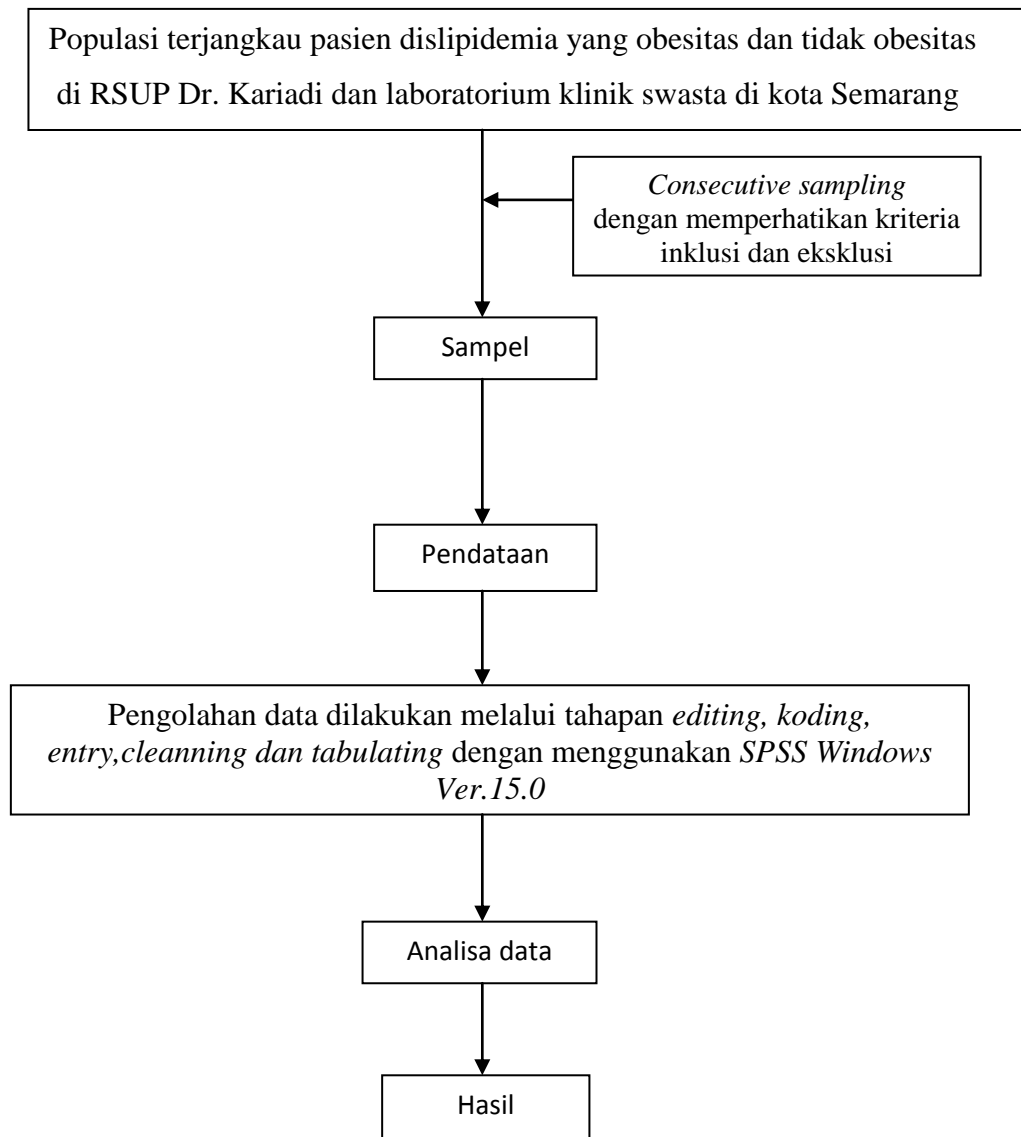 Populasi terjangkau pasien dislipidemia yang obesitas dan tidak obesitas
di RSUP Dr. Kariadi dan laboratorium klinik swasta di kota Semarang
Consecutive sampling
dengan memperhatikan kriteria
inklusi dan eksklusi
Sampel
Pendataan
Pengolahan data dilakukan melalui tahapan editing, koding,
entry,cleanning dan tabulating dengan menggunakan SPSS Windows
Ver.15.0
Analisa data
Hasil